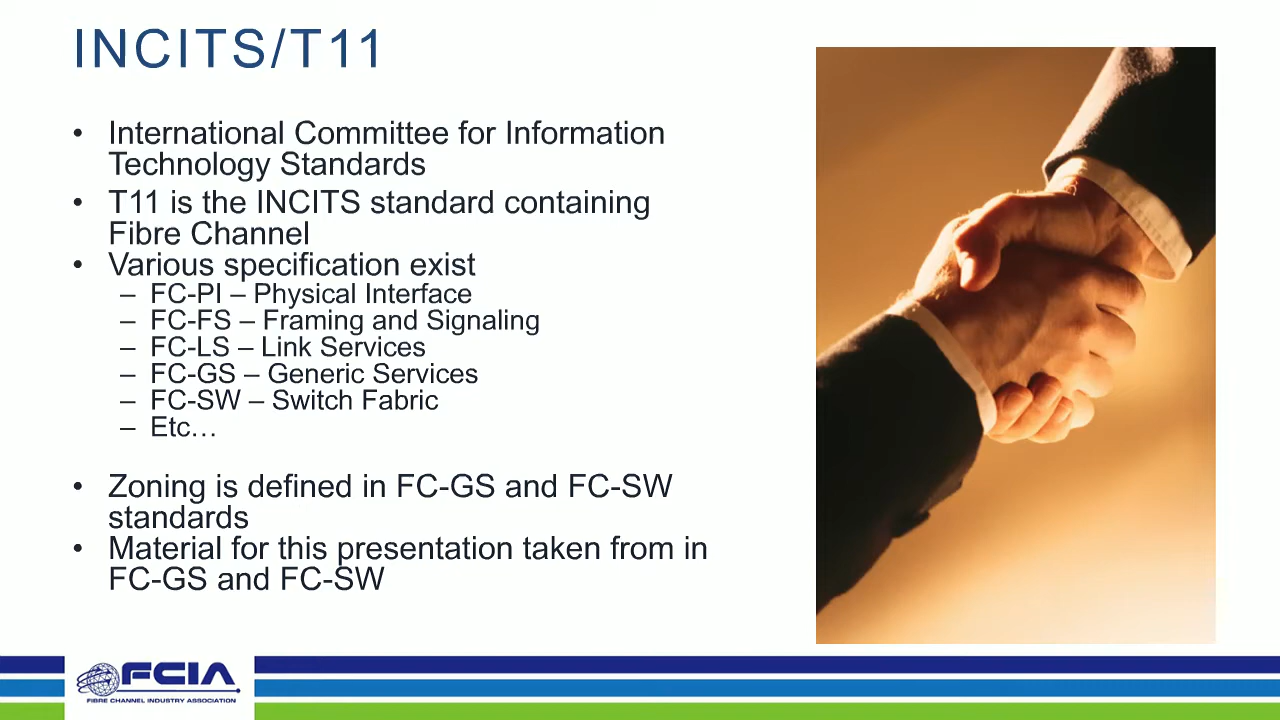 INCITS/T11
• International Committee for Information
Technology Standards
• T11 is the INCITS standard containing
Fibre Channel
• Various specification exist
– FC-PI – Physical Interface
– FC-FS – Framing and Signaling
– FC-LS – Link Services
– FC-GS – Generic Services
– FC-SW – Switch Fabric
– Etc…
• Zoning is defined in FC-GS and FC-SW
standards
• Material for this presentation taken from in
FC-GS and FC-SW
FCIA
FIBRE CHANNEL INDUSTRY ASSOCIATION